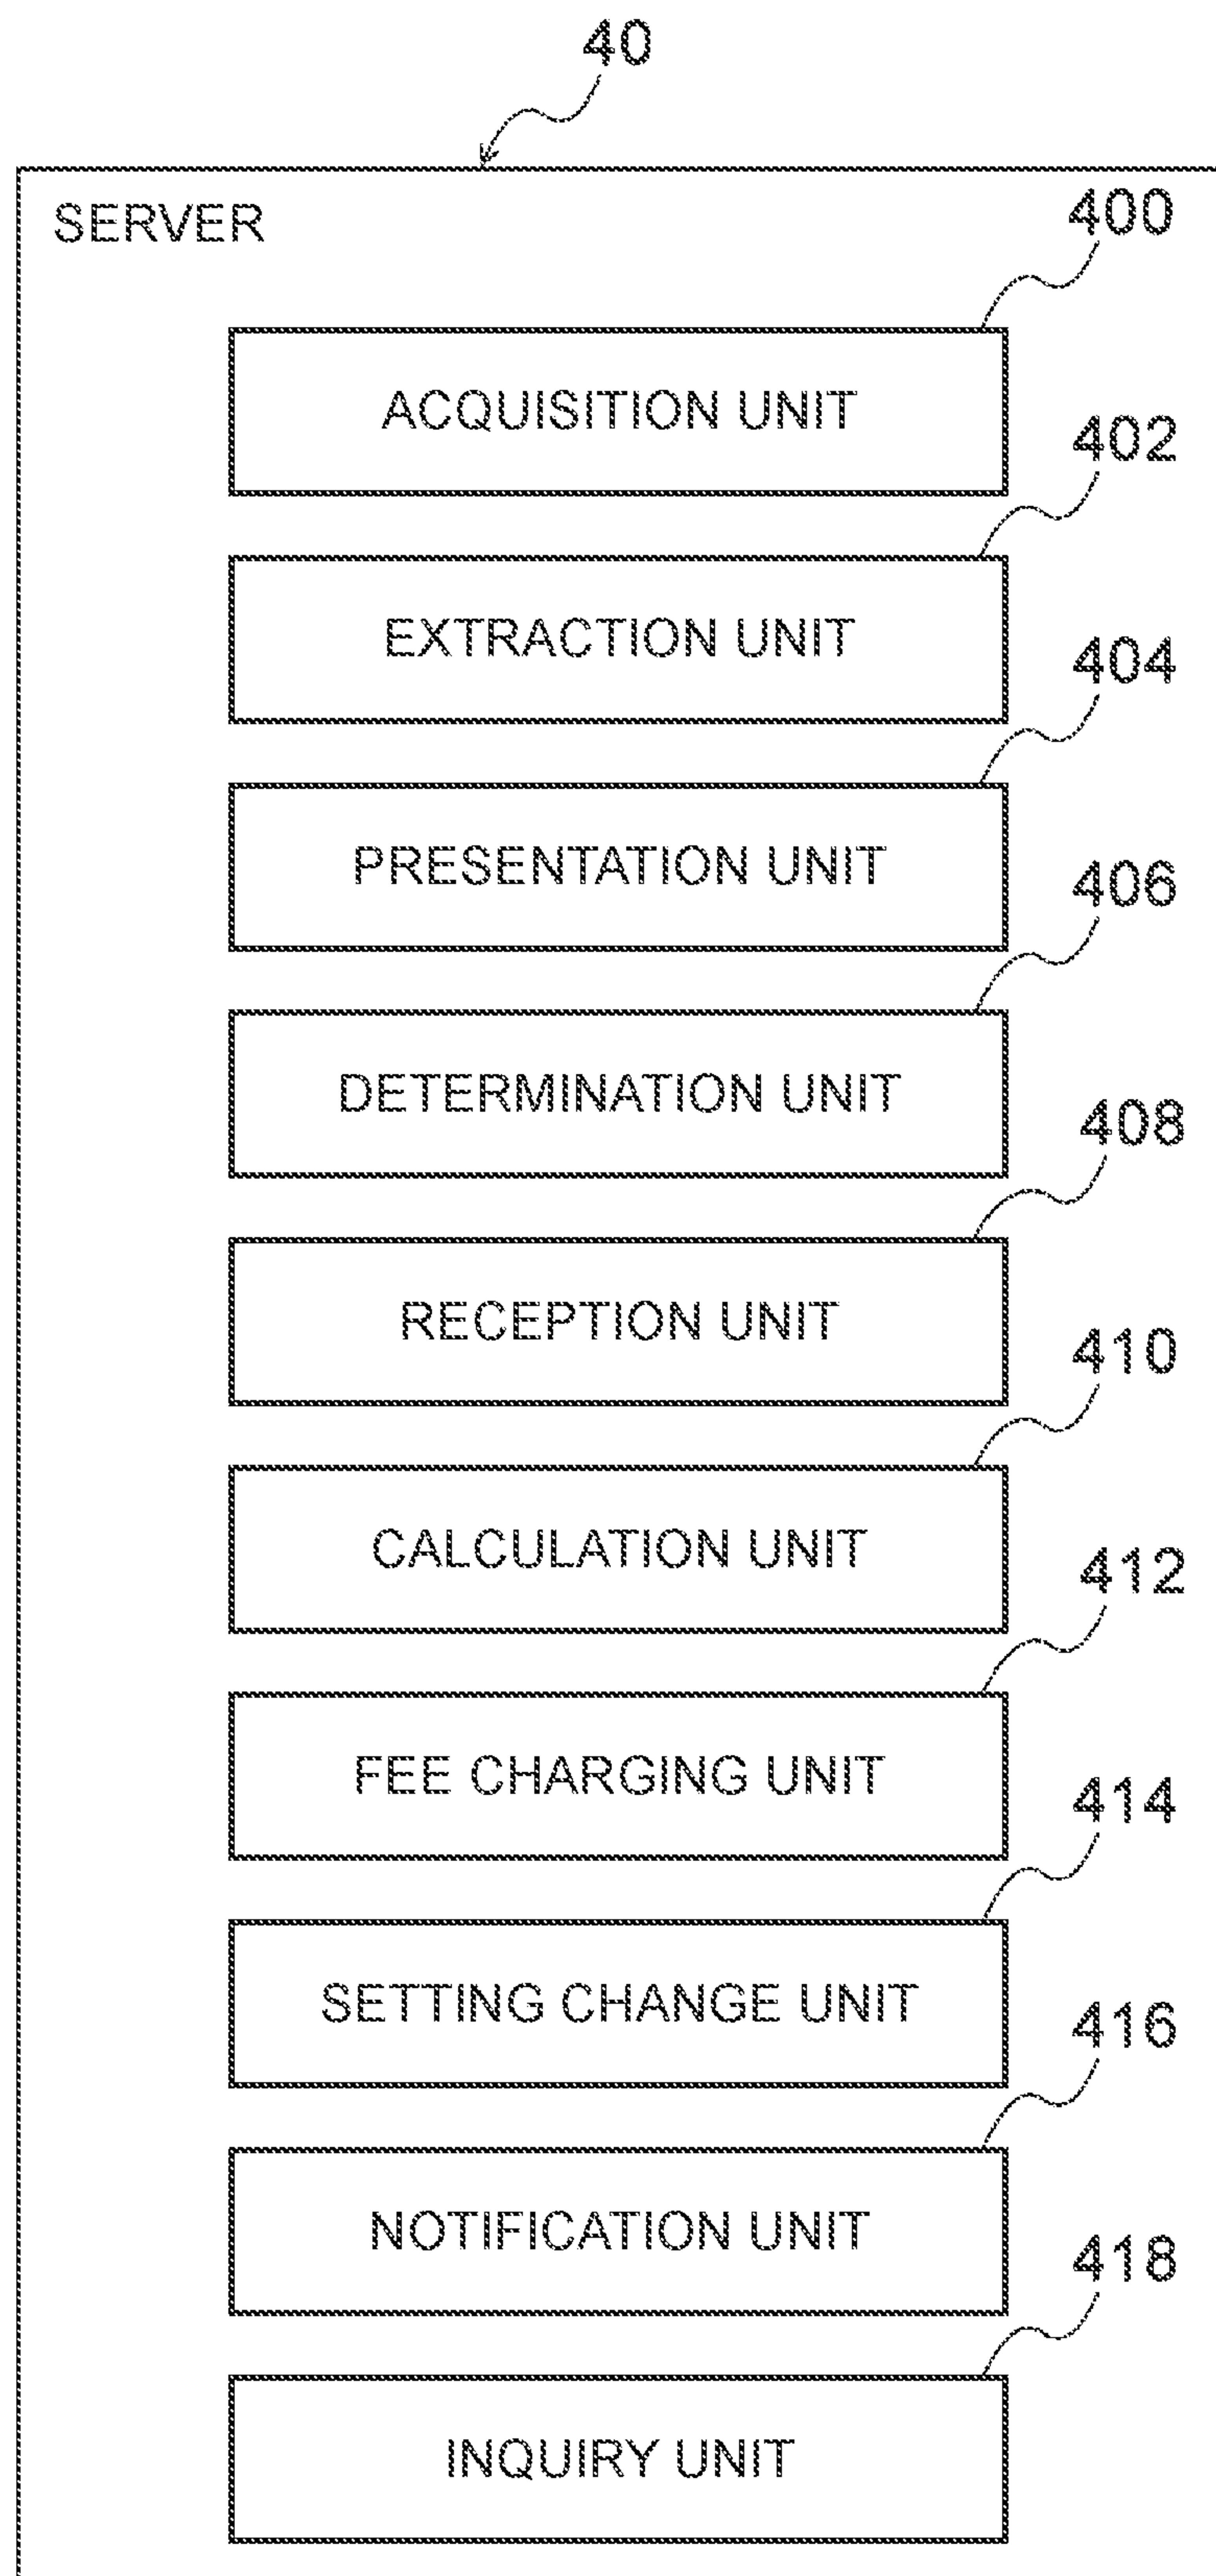 40
SERVER
400
ACQUISITION UNIT
402
EXTRACTION UNIT
404
PRESENTATION UNIT
406
DETERMINATION UNIT
408
RECEPTION UNIT
410
CALCULATION UNIT
412
FEE CHARGING UNIT
414
SETTING CHANGE UNIT
416
NOTIFICATION UNIT
418
INQUIRY UNIT